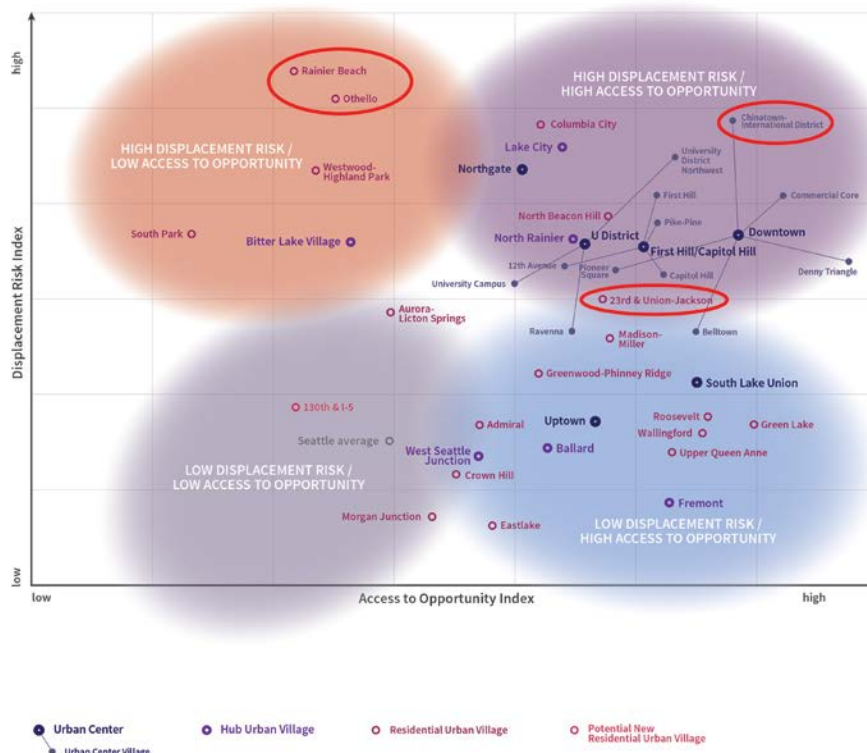 high
Displacement Risk Index
low
Rainier Beach
Othello
HIGH DISPLACEMENT RISK /
LOW ACCESS TO OPPORTUNITY
Westwood-
Highland Park
South Park
Bitter Lake Village
HIGH DISPLACEMENT RISK /
HIGH ACCESS TO OPPORTUNITY
Chinatown-
International District
Columbia City
Lake City
Northgate
University
District
Northwest
First Hill
Commercial Core
Pike-Pine
North Beacon Hill
North Rainier
U District
Downtown
First Hill/Capitol Hill
12th Avenue
Pioneer
Square
Capitol Hill
Denny Triangle
University Campus
23rd & Union-Jackson
Aurora-
Licton Springs
Ravenna
Madison-
Miller
Belltown
Greenwood-Phinney Ridge
South Lake Union
130th & I-5
Seattle average
Admiral
Uptown
Roosevelt
Green Lake
Wallingford
West Seattle
Junction
Ballard
Upper Queen Anne
LOW DISPLACEMENT RISK /
LOW ACCESS TO OPPORTUNITY
Crown Hill
Morgan Junction
Eastlake
Fremont
LOW DISPLACEMENT RISK /
HIGH ACCESS TO OPPORTUNITY
low
Access to Opportunity Index
high
Urban Center
Urban Center Village
Hub Urban Village
Residential Urban Village
Potential New
Residential Urban Village